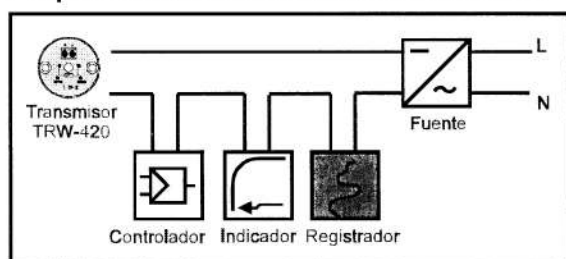 L
N
Transmisor
TRW-420
Fuente
Controlador Indicador Registrador